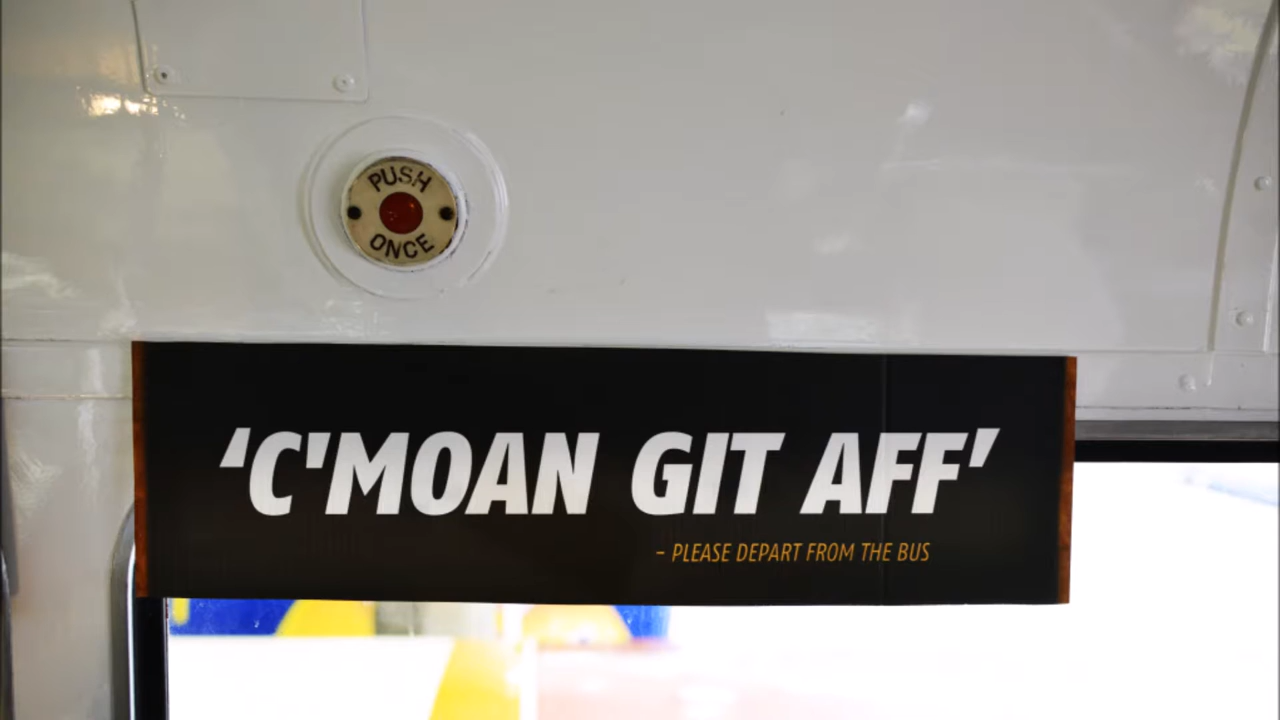 PUSH
ONCE
‘C'MOAN GIT AFF’
– PLEASE DEPART FROM THE BUS